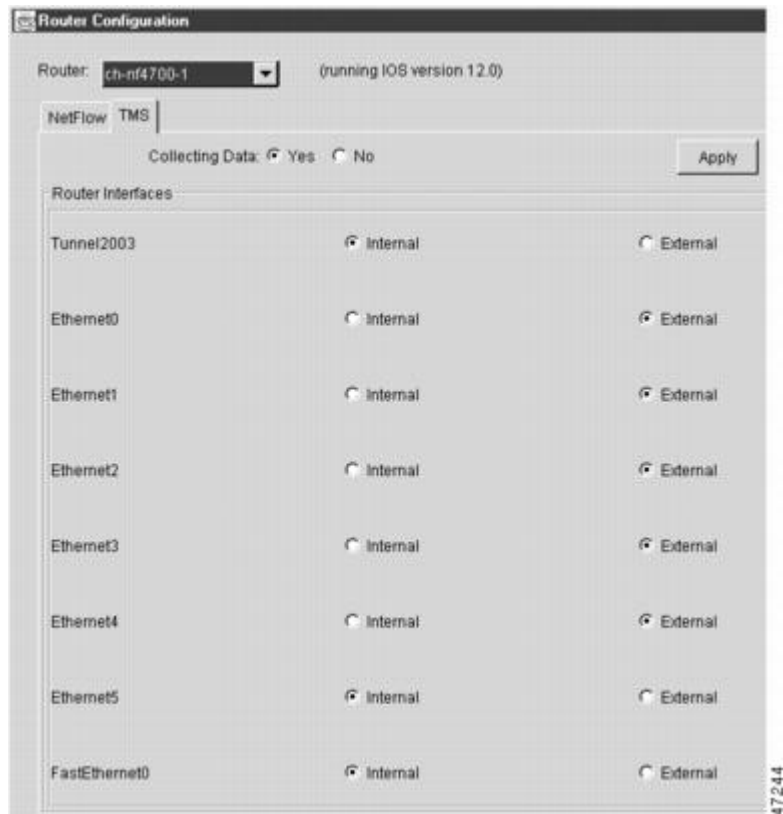 Router Configuration
Router: ch-nf4700-1 (running IOS version 12.0)
NetFlow TMS
Collecting Data: Yes No Apply
Router Interfaces
Tunnel2003 Internal External
Ethernet0 Internal External
Ethernet1 Internal External
Ethernet2 Internal External
Ethernet3 Internal External
Ethernet4 Internal External
Ethernet5 Internal External
FastEthernet0 Internal External
47244